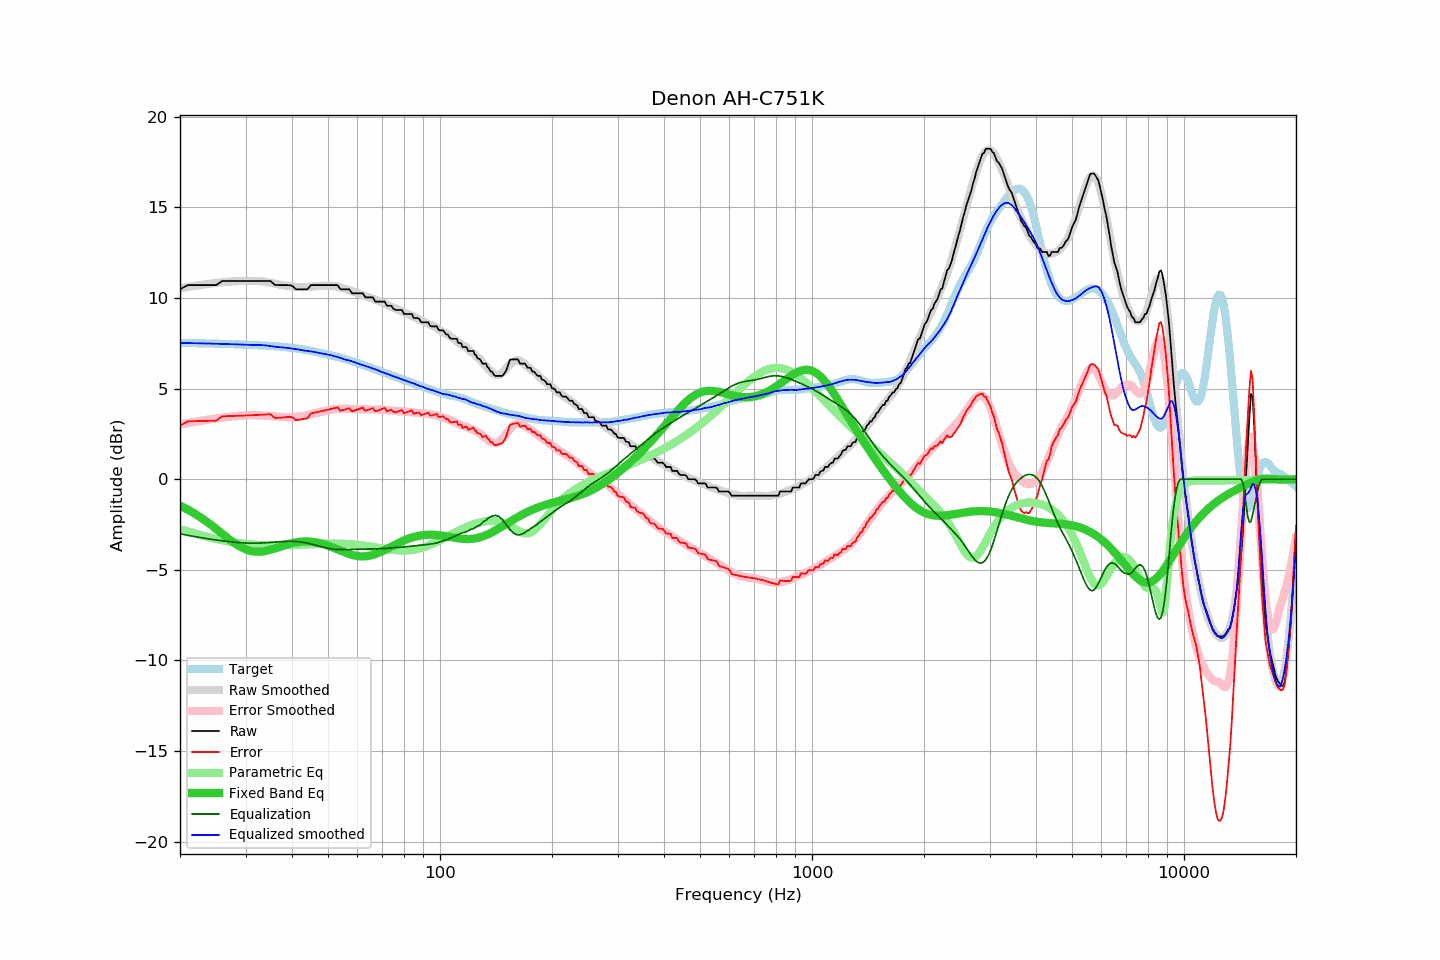 Denon AH-C751K
20
15
10
5
0
−5
−10
−15
−20
Amplitude (dBr)
Target
Raw Smoothed
Error Smoothed
Raw
Error
Parametric Eq
Fixed Band Eq
Equalization
Equalized smoothed
100
1000
10000
Frequency (Hz)